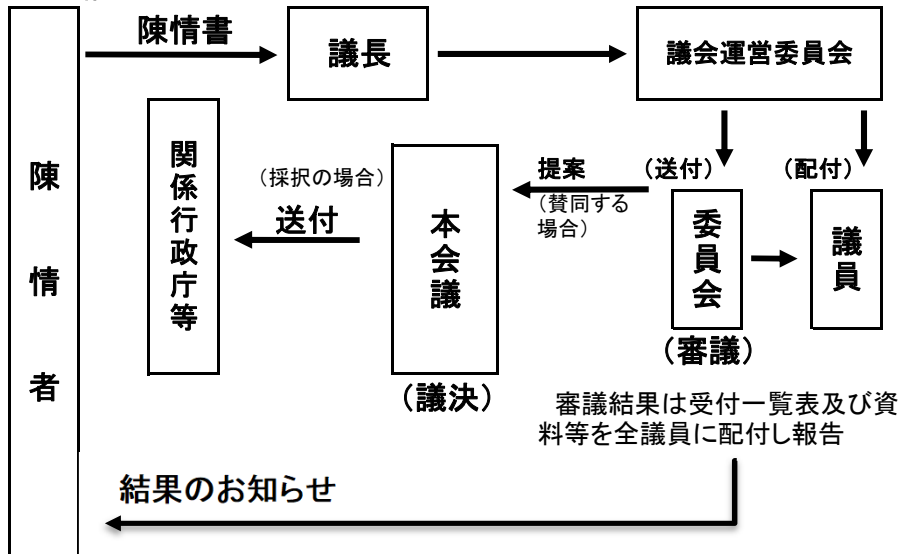 陳情者
陳情書
議長
議会運営委員会
(送付)
(配付)
委員会
(審議)
議員
提案
(賛同する
場合)
本会議
(議決)
(採択の場合)
送付
関係行政庁等
審議結果は受付一覧表及び資
料等を全議員に配付し報告
結果のお知らせ